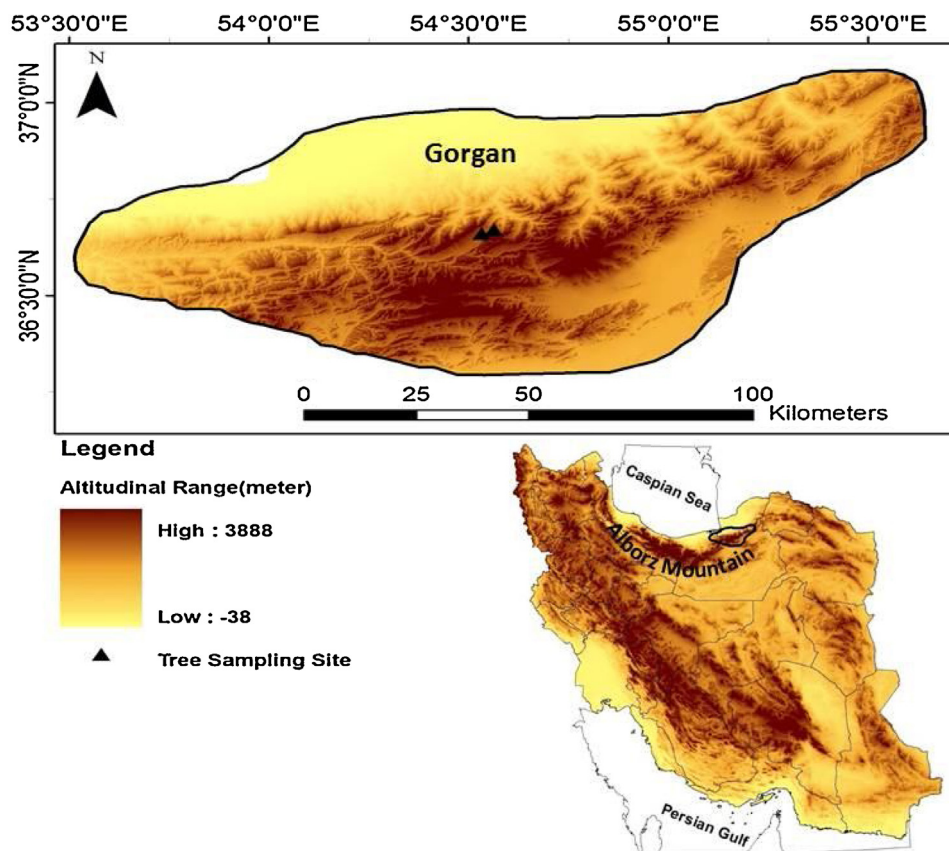 53°30'0"E 54°0'0"E 54°30'0"E 55°0'0"E 55°30'0"E
N
37°0'0"N
Gorgan
36°30'0"N
0 25 50 100
Kilometers
Legend
Altitudinal Range(meter)
High : 3888
Low : -38
Tree Sampling Site
Caspian Sea
Alborz Mountain
Persian Gulf